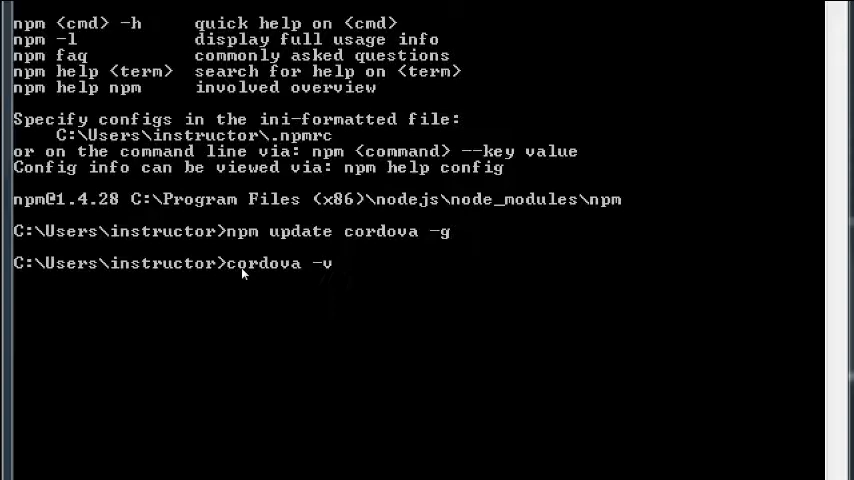 npm <cmd> -h     quick help on <cmd>
npm -l           display full usage info
npm faq          commonly asked questions
npm help <term>  search for help on <term>
npm help npm     involved overview
Specify configs in the ini-formatted file:
    C:\Users\instructor\.npmrc
or on the command line via: npm <command> --key value
Config info can be viewed via: npm help config
npm@1.4.28 C:\Program Files (x86)\nodejs\node_modules\npm
C:\Users\instructor>npm update cordova -g
C:\Users\instructor>cordova -v